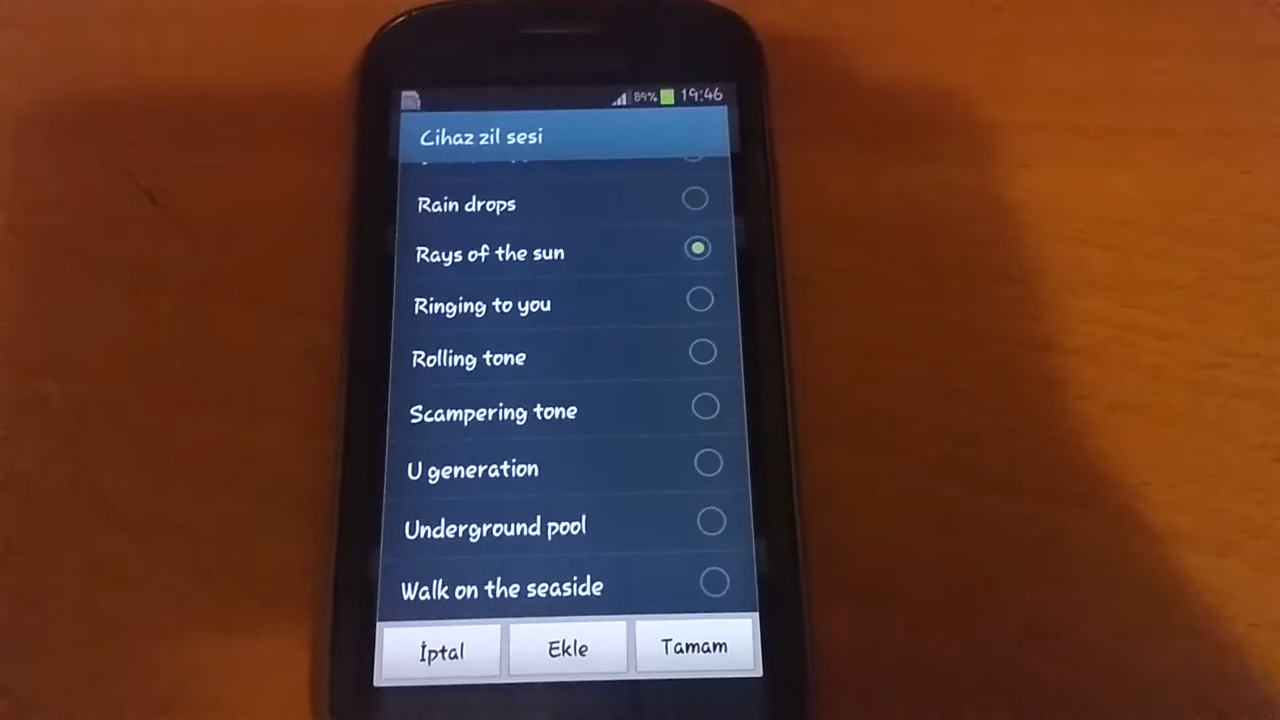 89% 19:46
Cihaz zil sesi
Rain drops
Rays of the sun
Ringing to you
Rolling tone
Scampering tone
U generation
Underground pool
Walk on the seaside
İptal Ekle Tamam